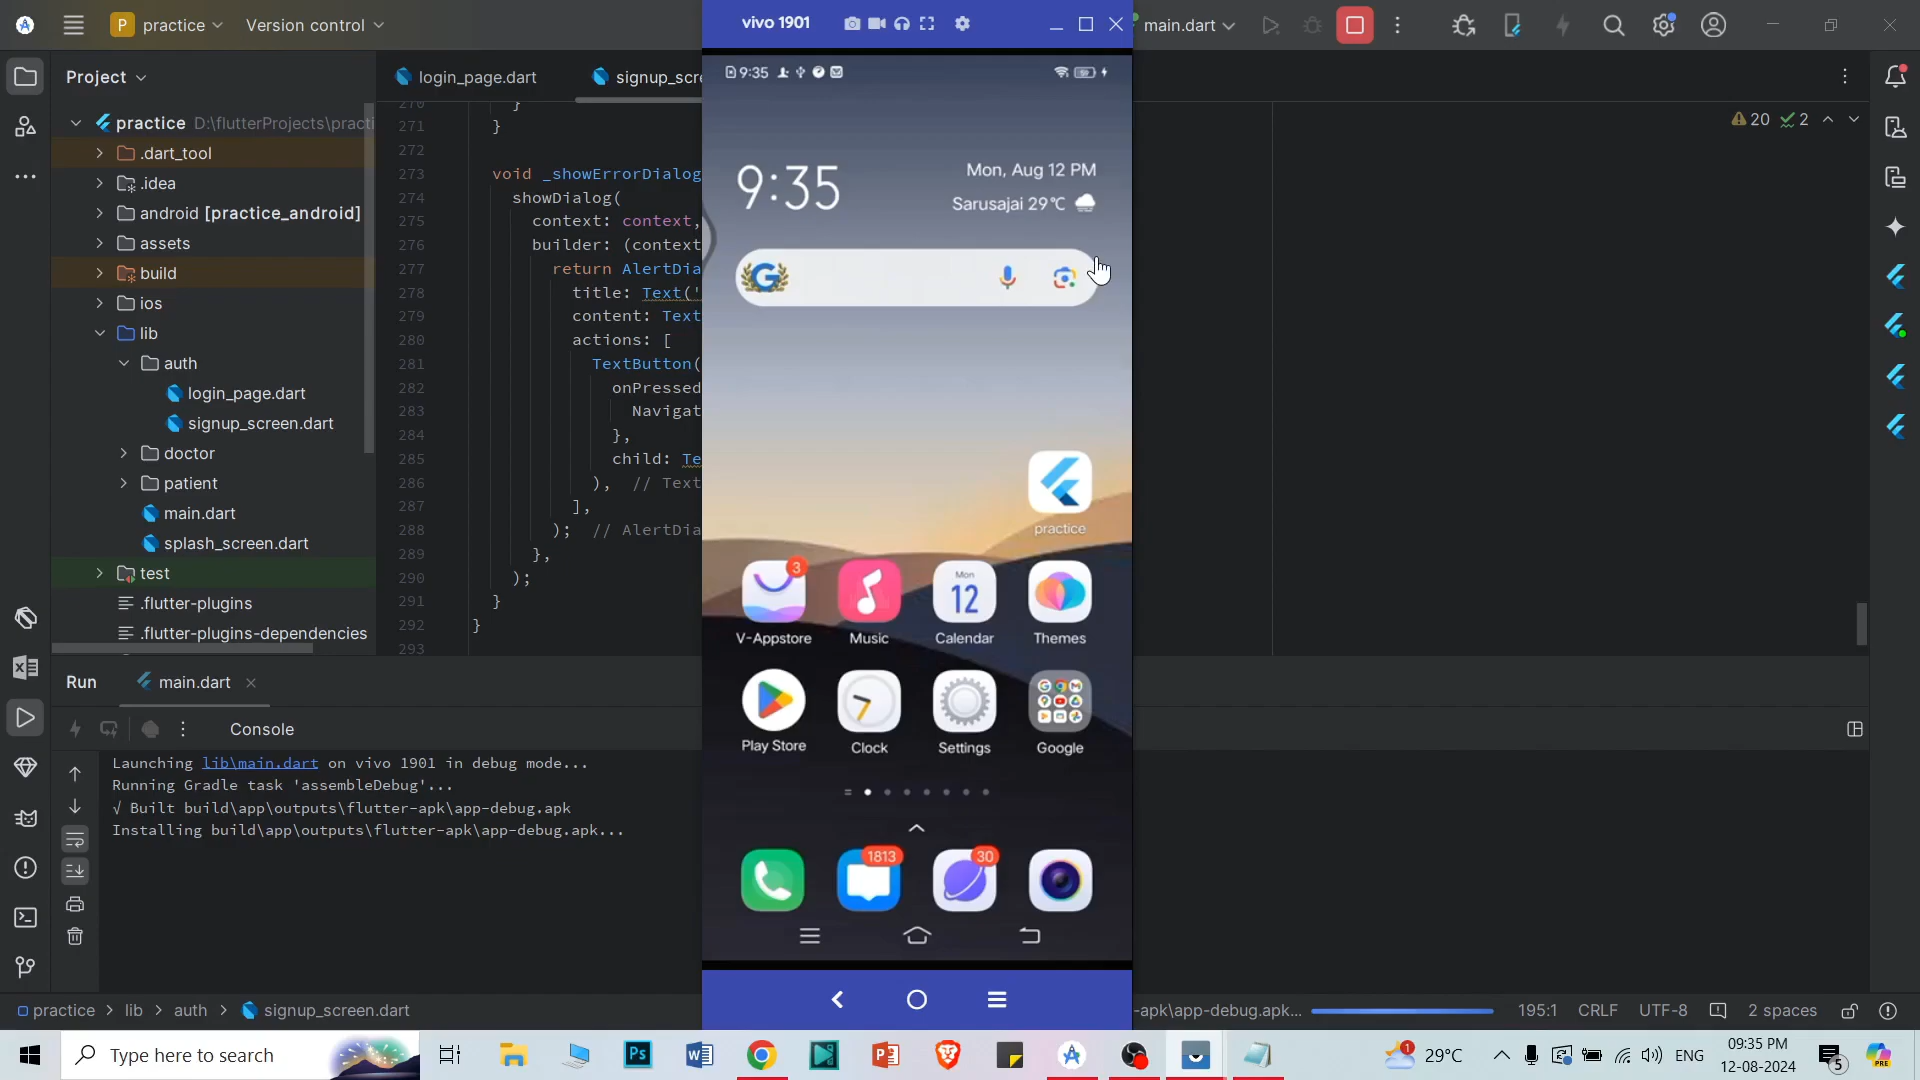 practice
Version control
vivo 1901
main.dart
Project
login_page.dart
signup_scre
practice D:\flutterProjects\practi
.dart_tool
.idea
android [practice_android]
assets
build
ios
lib
auth
login_page.dart
signup_screen.dart
doctor
patient
main.dart
splash_screen.dart
test
.flutter-plugins
.flutter-plugins-dependencies
271 }
272
273 void _showErrorDialog
274 showDialog(
275 context: context,
276 builder: (context
277 return AlertDia
278 title: Text('
279 content: Text
280 actions: [
281 TextButton(
282 onPressed
283 Navigat
284 },
285 child: Te
286 ), // Text
287 ],
288 ); // AlertDia
289 },
290 );
291 }
292 }
293
20 2
9:35
9:35
Mon, Aug 12 PM
Sarusajai 29℃
practice
3
Mon
12
V-Appstore Music Calendar Themes
Play Store Clock Settings Google
1813 30
Run main.dart
Console
Launching lib\main.dart on vivo 1901 in debug mode...
Running Gradle task 'assembleDebug'...
√ Built build\app\outputs\flutter-apk\app-debug.apk
Installing build\app\outputs\flutter-apk\app-debug.apk...
practice > lib > auth > signup_screen.dart
-apk\app-debug.apk...
195:1 CRLF UTF-8 2 spaces
Type here to search
29°C
ENG
09:35 PM
12-08-2024
5